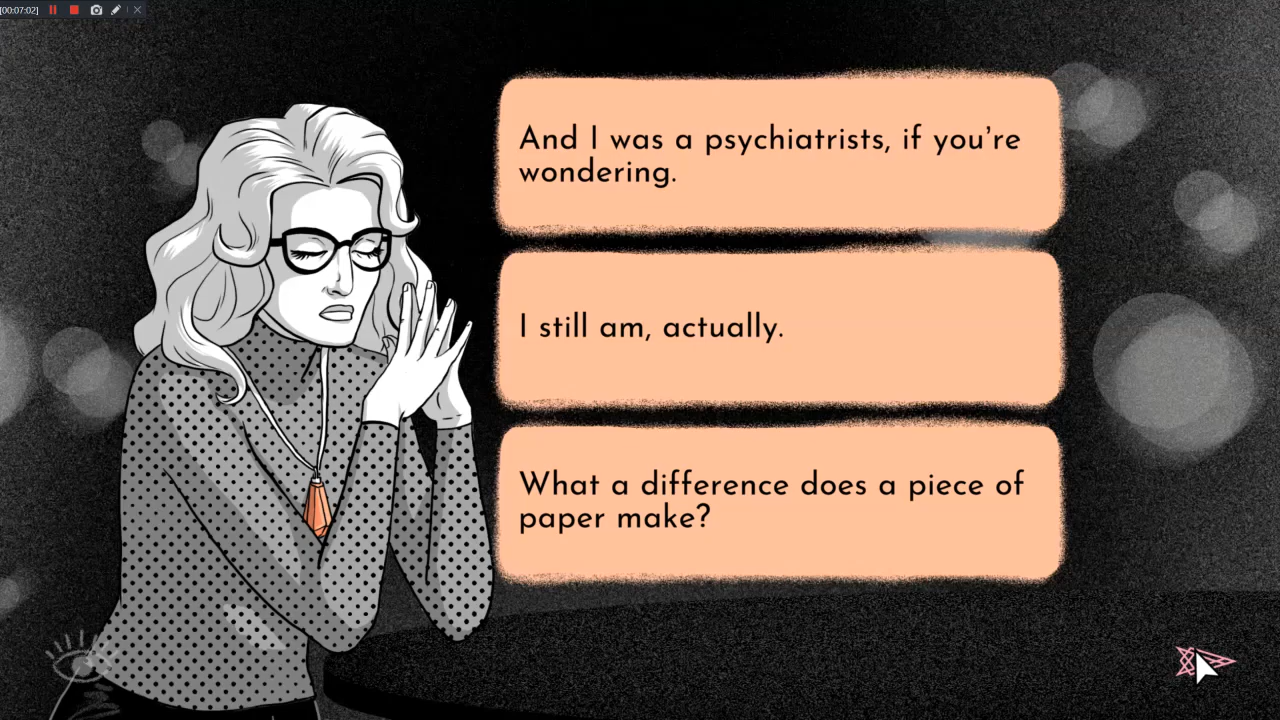 [00:07:02]
And I was a psychiatrists, if you’re
wondering.
I still am, actually.
What a difference does a piece of
paper make?